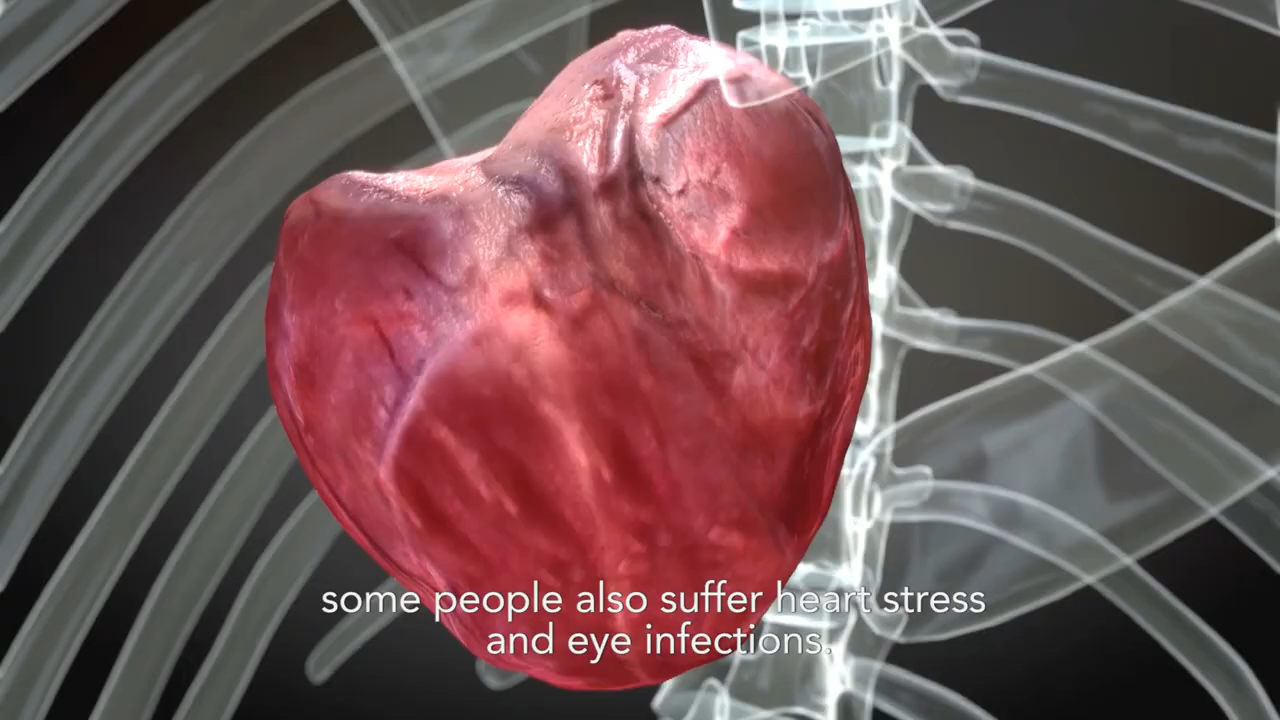 some people also suffer heart stress
and eye infections.